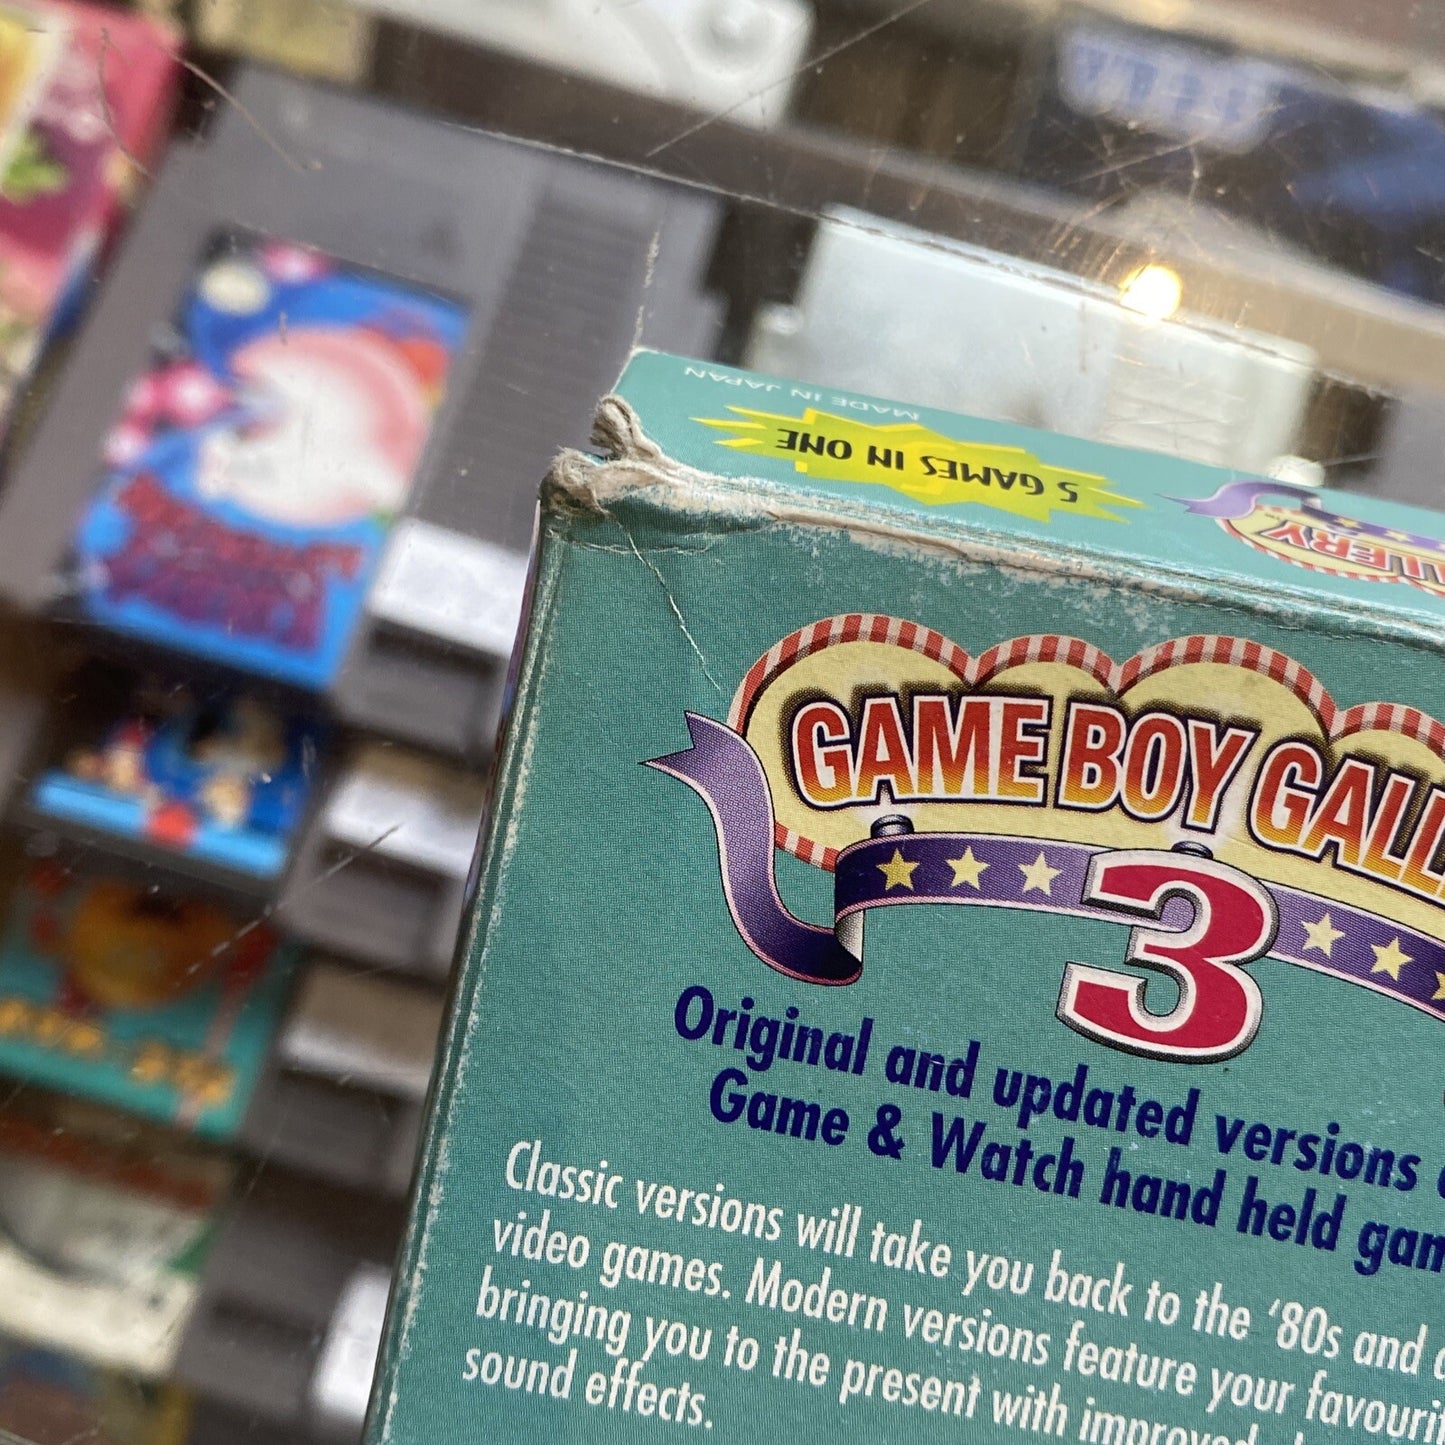 MADE IN JAPAN
5 GAMES IN ONE
GAME BOY GALL
3
Original and updated versions
Game & Watch hand held gam
Classic versions will take you back to the '80s and
video games. Modern versions feature your favourit
bringing you to the present with improved
sound effects.